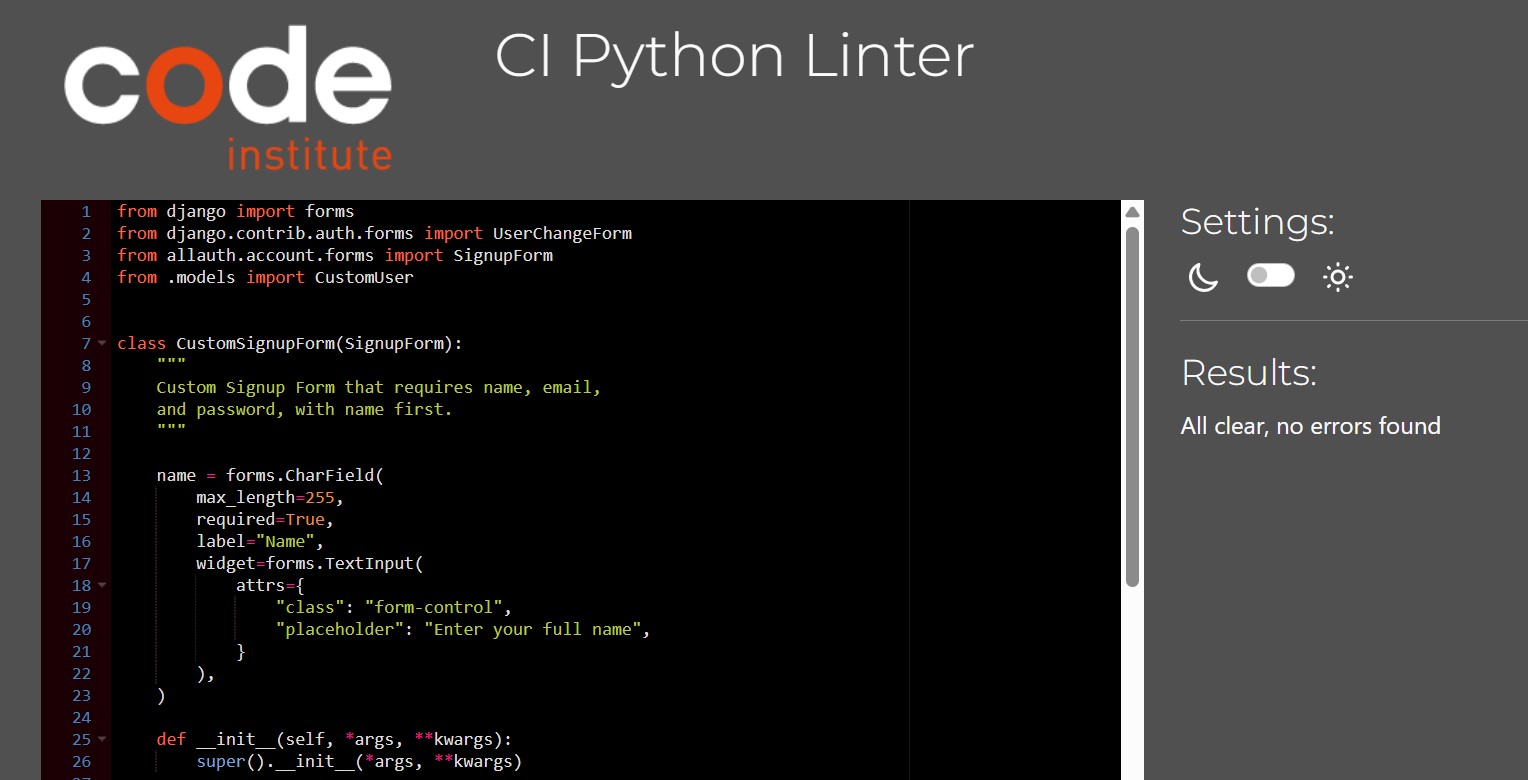 code
institute
CI Python Linter
1 from django import forms
2 from django.contrib.auth.forms import UserChangeForm
3 from allauth.account.forms import SignupForm
4 from .models import CustomUser
5
6
7 class CustomSignupForm(SignupForm):
8     """
9     Custom Signup Form that requires name, email,
10     and password, with name first.
11     """
12
13     name = forms.CharField(
14         max_length=255,
15         required=True,
16         label="Name",
17         widget=forms.TextInput(
18             attrs={
19                 "class": "form-control",
20                 "placeholder": "Enter your full name",
21             }
22         ),
23     )
24
25     def __init__(self, *args, **kwargs):
26         super().__init__(*args, **kwargs)
Settings:
Results:
All clear, no errors found